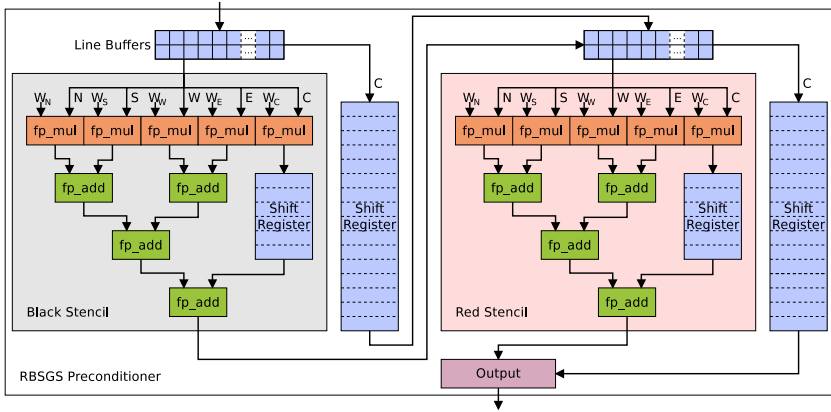 Line Buffers
...
...
...
...
C
C
W_N N W_S S W_W W W_E E W_C C
W_N N W_S S W_W W W_E E W_C C
fp_mul fp_mul fp_mul fp_mul fp_mul
fp_mul fp_mul fp_mul fp_mul fp_mul
fp_add fp_add
fp_add fp_add
Shift
Register
Shift
Register
Shift
Register
Shift
Register
fp_add
fp_add
fp_add
fp_add
Black Stencil
Red Stencil
RBSGS Preconditioner
Output